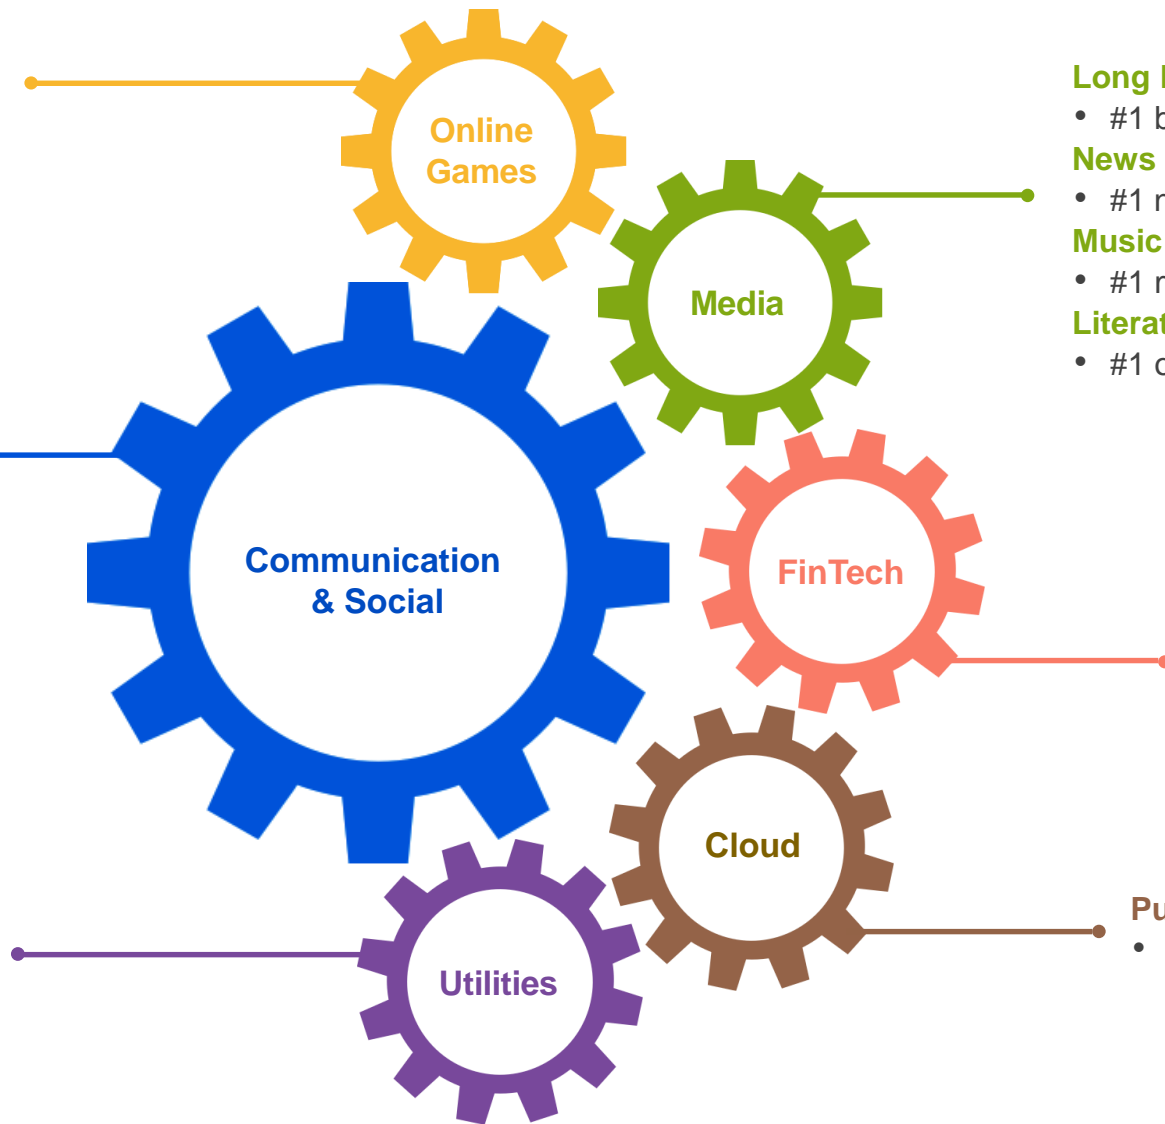 Online
Games
Long
• #1
News
• #1
Music
• #1
Media
• #1
Communication
& Social
FinTech
Cloud
•
Utilities